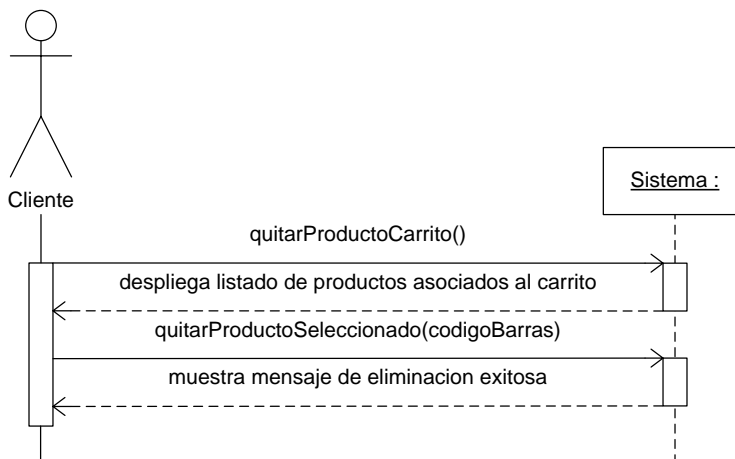 Cliente
Sistema :
quitarProductoCarrito()
despliega listado de productos asociados al carrito
quitarProductoSeleccionado(codigoBarras)
muestra mensaje de eliminacion exitosa